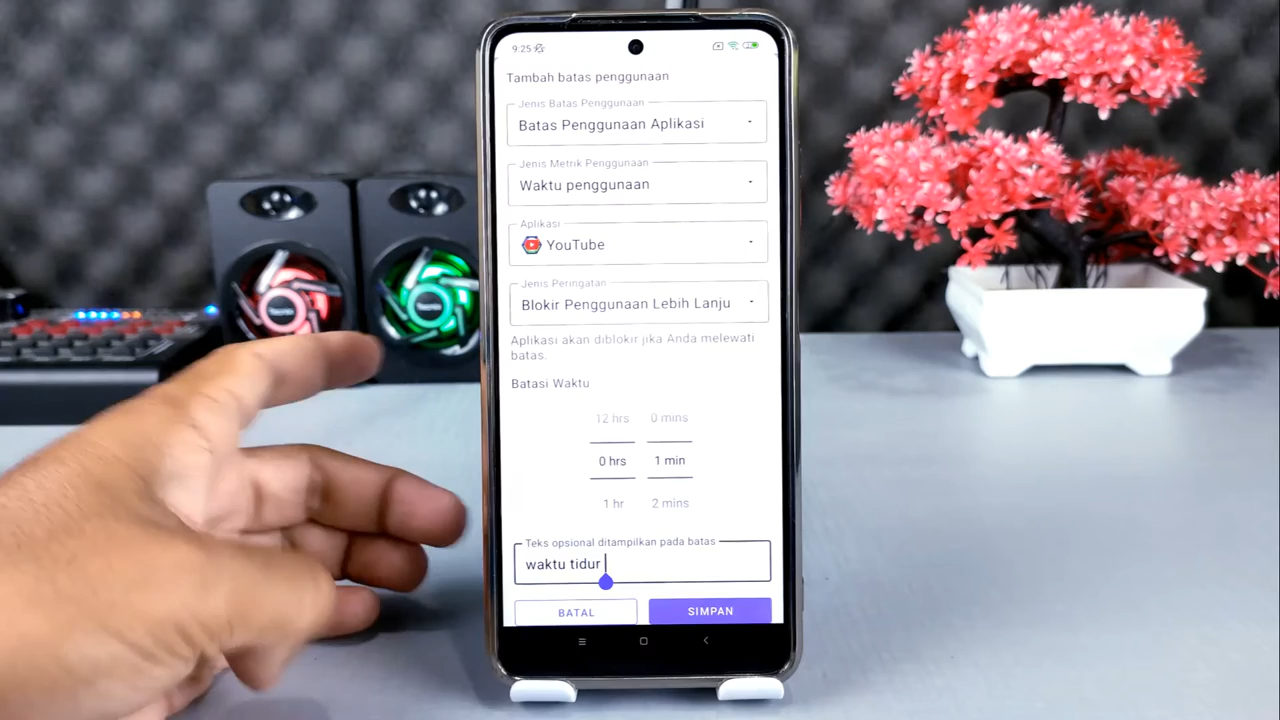 9:25
Tambah batas penggunaan
Jenis Batas Penggunaan
Batas Penggunaan Aplikasi
Jenis Metrik Penggunaan
Waktu penggunaan
Aplikasi
YouTube
Jenis Peringatan
Blokir Penggunaan Lebih Lanju
Aplikasi akan diblokir jika Anda melewati
batas.
Batasi Waktu
12 hrs 0 mins
0 hrs 1 min
1 hr 2 mins
Teks opsional ditampilkan pada batas
waktu tidur
BATAL SIMPAN